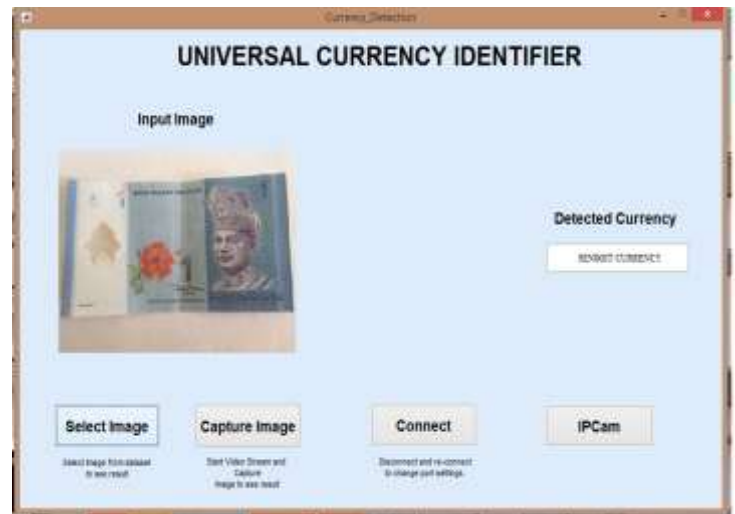 Currency_Detection
UNIVERSAL CURRENCY IDENTIFIER
Input Image
Detected Currency
RINGGIT CURRENCY
Select Image
Capture Image
Connect
IPCam
Select Image from dataset
to see result
Start Video Stream and
Capture
Image to see result
Disconnect and re-connect
to change port settings.